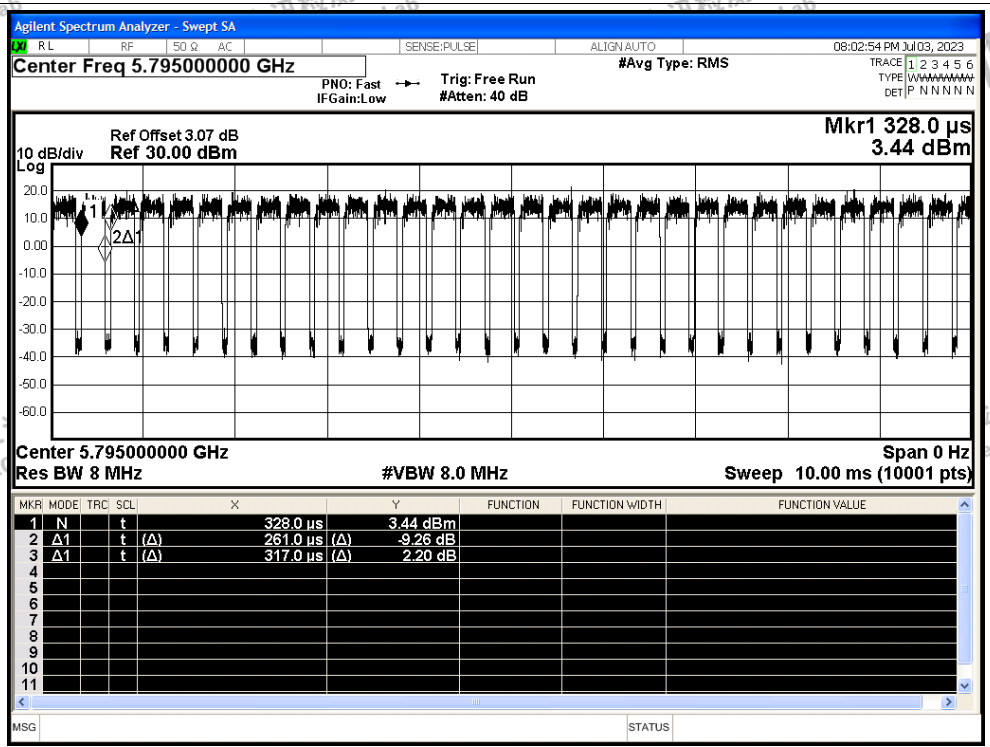 Agilent Spectrum Analyzer - Swept SA
LXI RL RF 50 Ω AC SENSE:PULSE ALIGN AUTO 08:02:54 PM Jul 03, 2023
Center Freq 5.795000000 GHz #Avg Type: RMS TRACE 1 2 3 4 5 6
PNO: Fast Trig: Free Run TYPE WWWWWW
IFGain:Low #Atten: 40 dB DET P N N N N N
Mkr1 328.0 µs
Ref Offset 3.07 dB
10 dB/div Ref 30.00 dBm 3.44 dBm
Log
20.0
10.0 1
2Δ1
0.00
-10.0
-20.0
-30.0
-40.0
-50.0
-60.0
Center 5.795000000 GHz Span 0 Hz
Res BW 8 MHz #VBW 8.0 MHz Sweep 10.00 ms (10001 pts)
MKR MODE TRC SCL X Y FUNCTION FUNCTION WIDTH FUNCTION VALUE
1 N t 328.0 µs 3.44 dBm
2 Δ1 t (Δ) 261.0 µs (Δ) -9.26 dB
3 Δ1 t (Δ) 317.0 µs (Δ) 2.20 dB
4
5
6
7
8
9
10
11
MSG STATUS